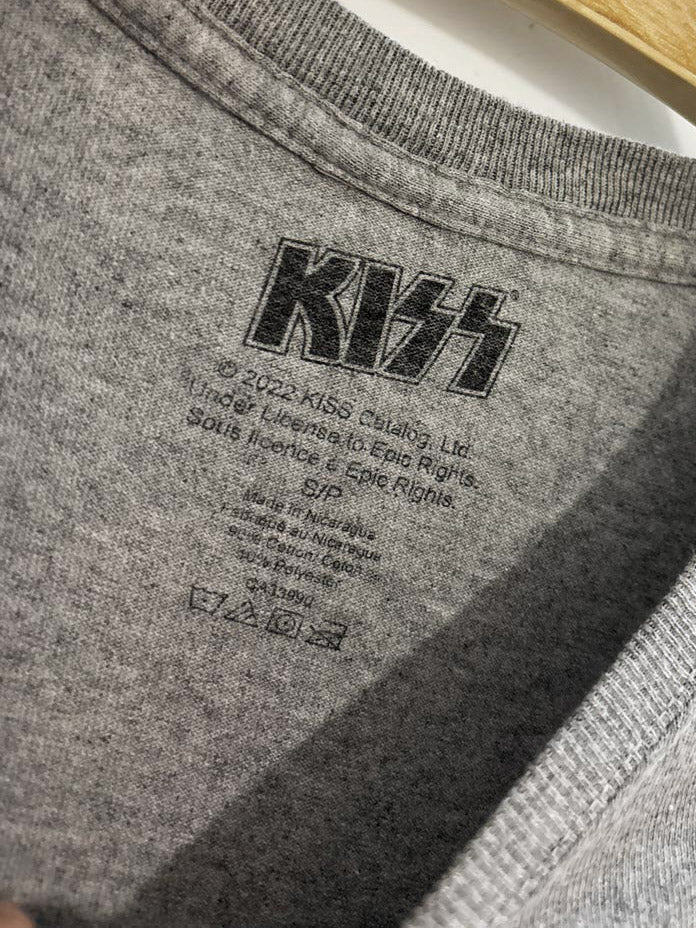 KISS®
© 2022 KISS Catalog, Ltd.
Under License to Epic Rights.
Sous licence à Epic Rights.
S/P
Made in Nicaragua
Fabriqué au Nicaragua
Cotton/ Coton
Polyester